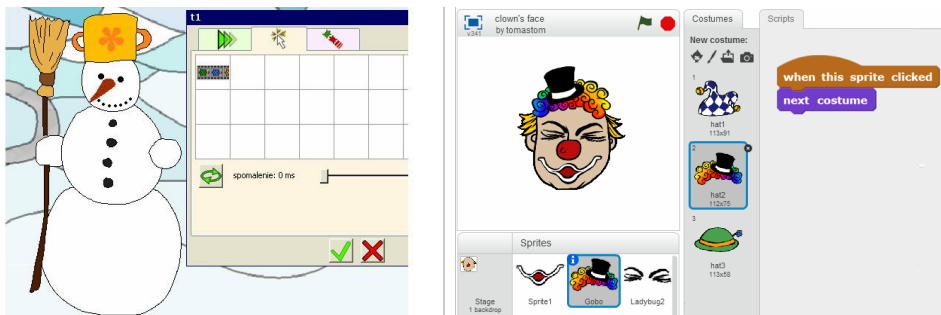 t1
spomalenie: 0 ms
v341
clown's face
by tomastom
Sprites
Stage
1 backdrop
Sprite1
Gobo
Ladybug2
Costumes
New costume:
1
hat1
113x91
2
hat2
112x75
3
hat3
113x58
Scripts
when this sprite clicked
next costume